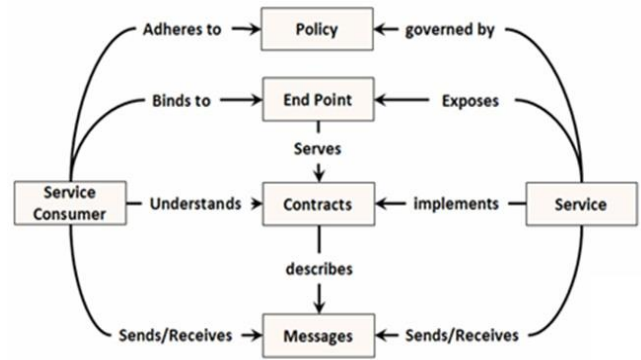 Adheres to
Policy
governed by
Binds to
End Point
Exposes
Serves
Service
Consumer
Understands
Contracts
implements
Service
describes
Sends/Receives
Messages
Sends/Receives